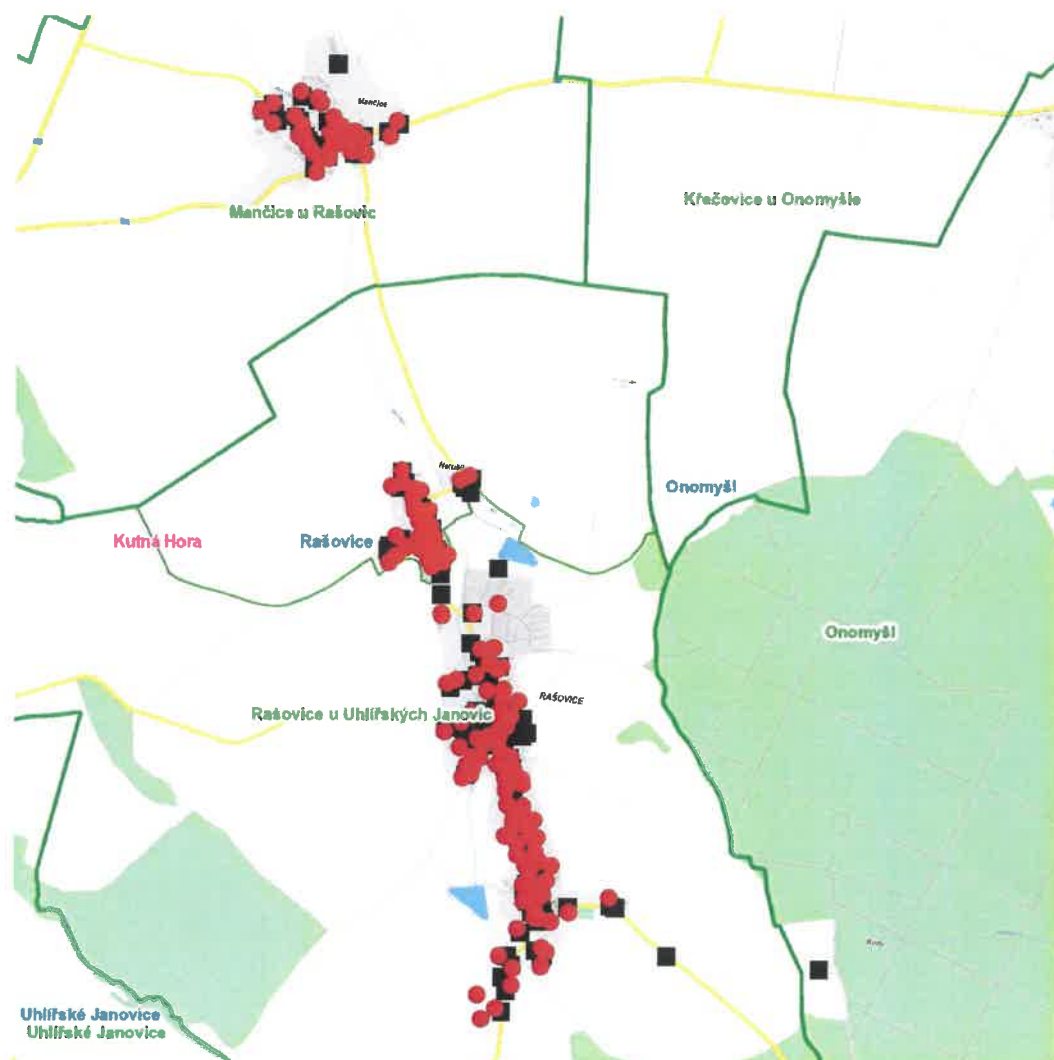 Mančice
Mančice u Rašovic
Křečovice u Onomyšle
Onomyšl
Kutná Hora
Rašovice
Onomyšl
RAŠOVICE
Rašovice u Uhlířských Janovic
Uhlířské Janovice
Uhlířské Janovice